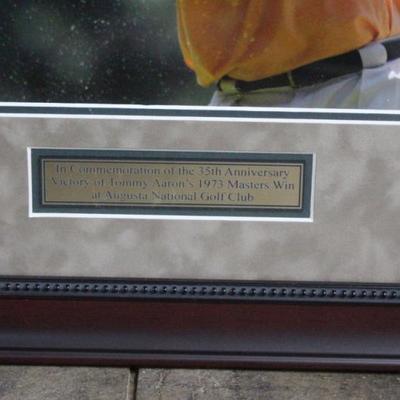 In Commemoration of the 35th Anniversary
Victory of Tommy Aaron's 1973 Masters Win
at Augusta National Golf Club